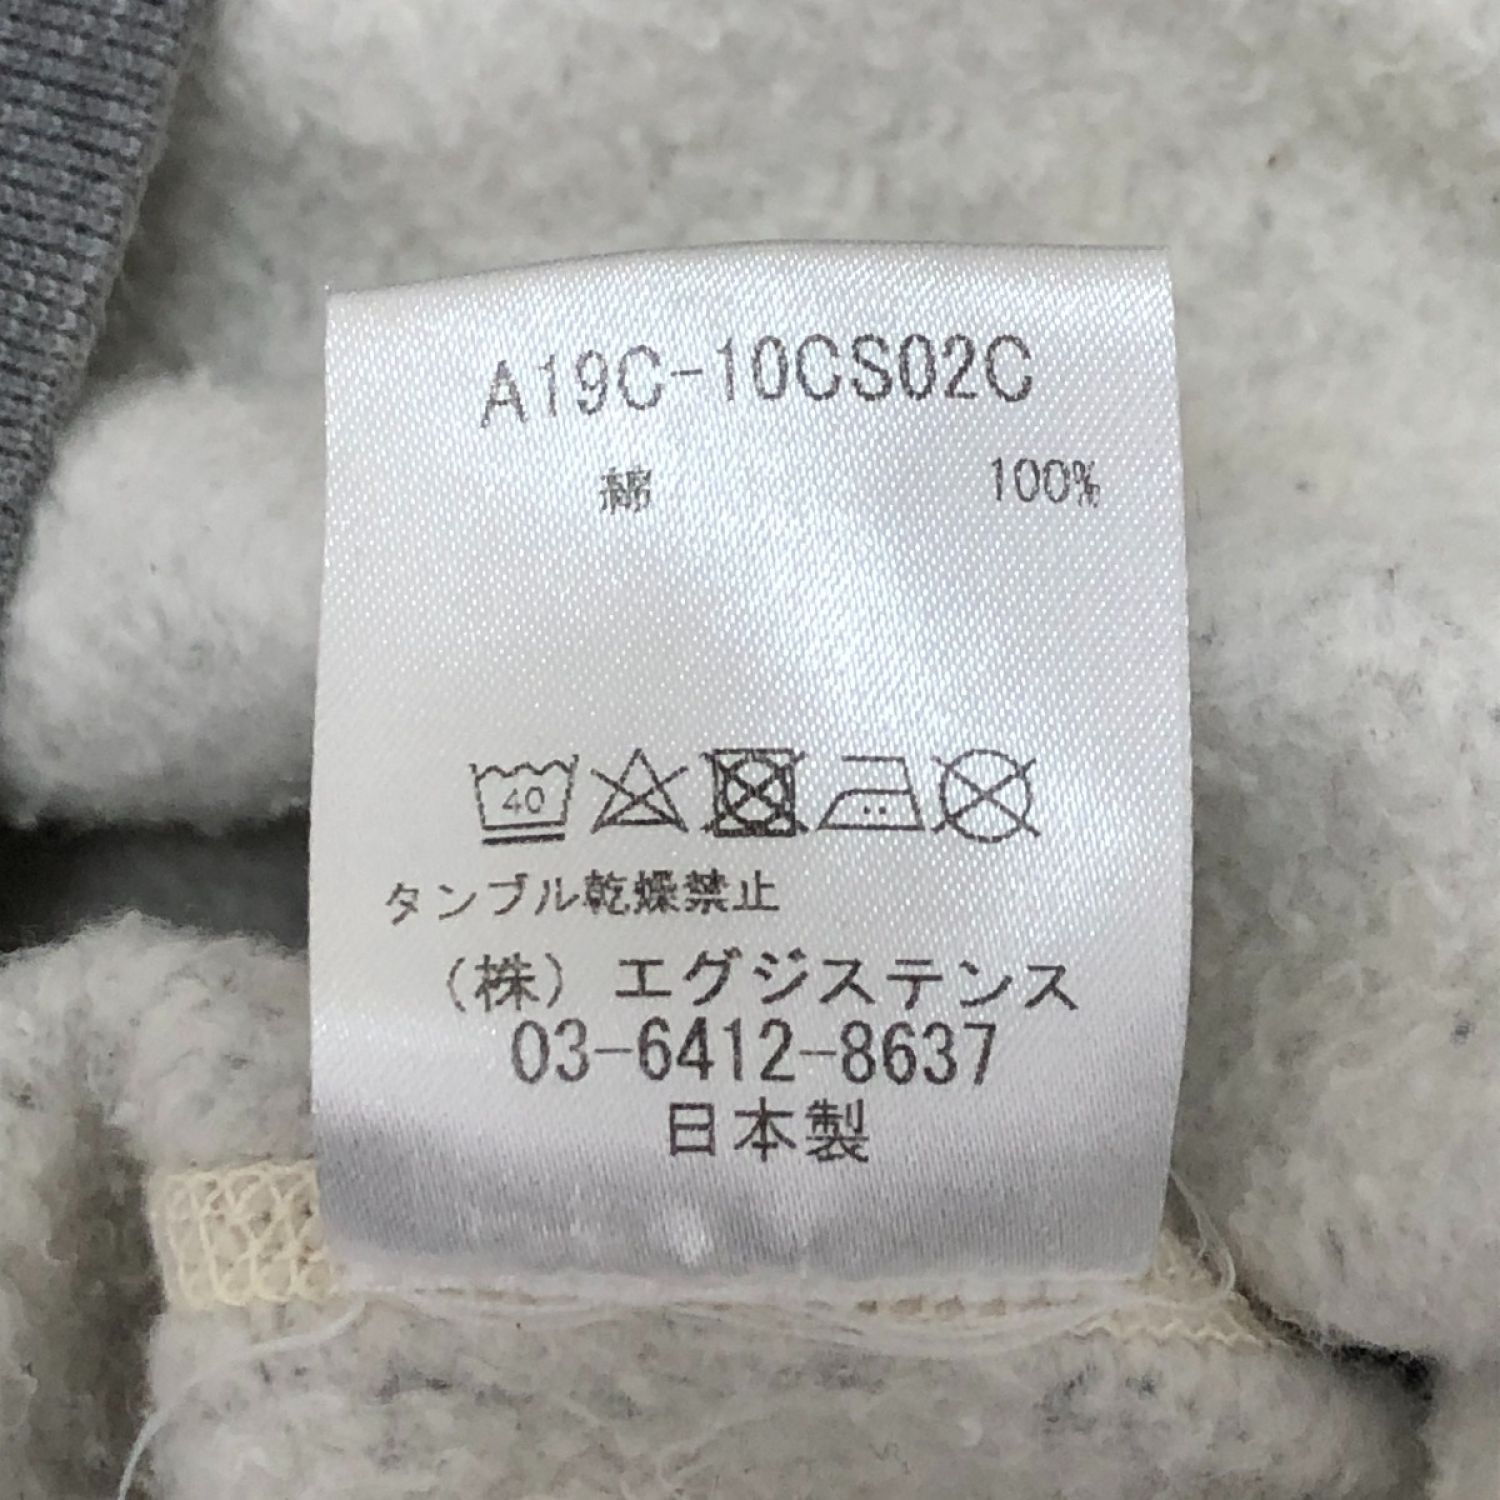 A19C-10CS02C
綿 100%
40
タンブル乾燥禁止
(株) エグジステンス
03-6412-8637
日本製